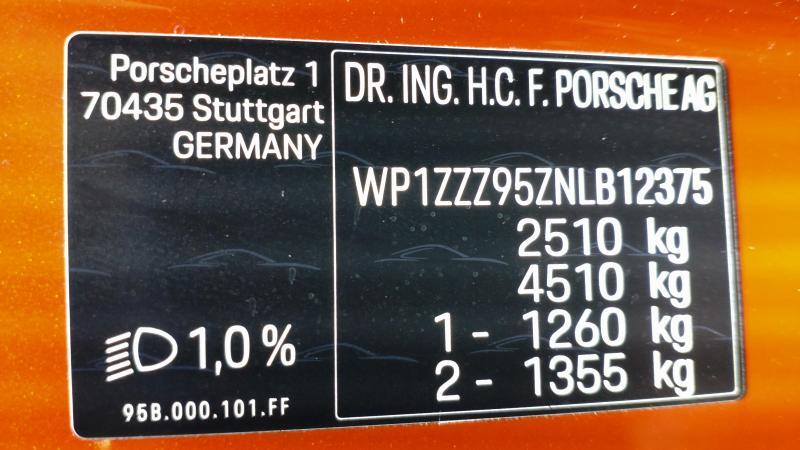 Porscheplatz 1
70435 Stuttgart
GERMANY
1,0 %
95B.000.101.FF
DR. ING. H.C. F. PORSCHE AG
WP1ZZZ95ZNLB12375
2510 kg
4510 kg
1 - 1260 kg
2 - 1355 kg